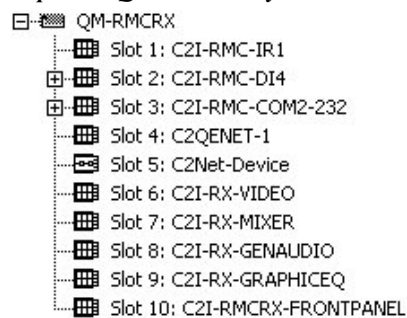 QM-RMCRX
Slot 1: C2I-RMC-IR1
Slot 2: C2I-RMC-DI4
Slot 3: C2I-RMC-COM2-232
Slot 4: C2QENET-1
Slot 5: C2Net-Device
Slot 6: C2I-RX-VIDEO
Slot 7: C2I-RX-MIXER
Slot 8: C2I-RX-GENAUDIO
Slot 9: C2I-RX-GRAPHICEQ
Slot 10: C2I-RMCRX-FRONTPANEL